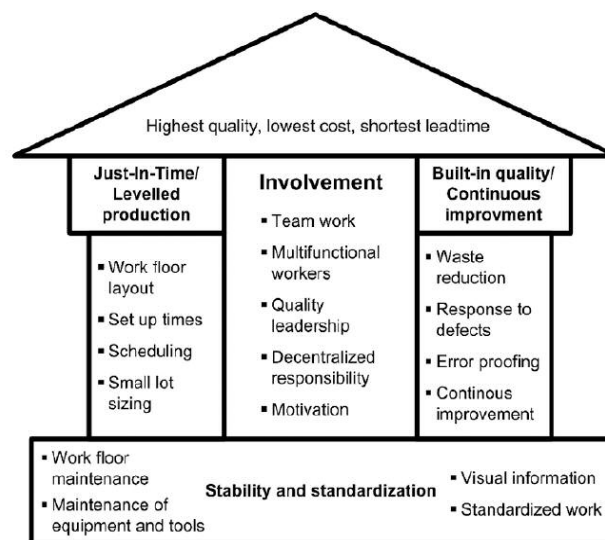 Highest quality, lowest cost, shortest leadtime
Just-In-Time/
Levelled
production
▪ Work floor
layout
▪ Set up times
▪ Scheduling
▪ Small lot
sizing
Involvement
▪ Team work
▪ Multifunctional
workers
▪ Quality
leadership
▪ Decentralized
responsibility
▪ Motivation
Built-in quality/
Continuous
improvment
▪ Waste
reduction
▪ Response to
defects
▪ Error proofing
▪ Continous
improvement
▪ Work floor
maintenance
▪ Maintenance of
equipment and tools
Stability and standardization
▪ Visual information
▪ Standardized work